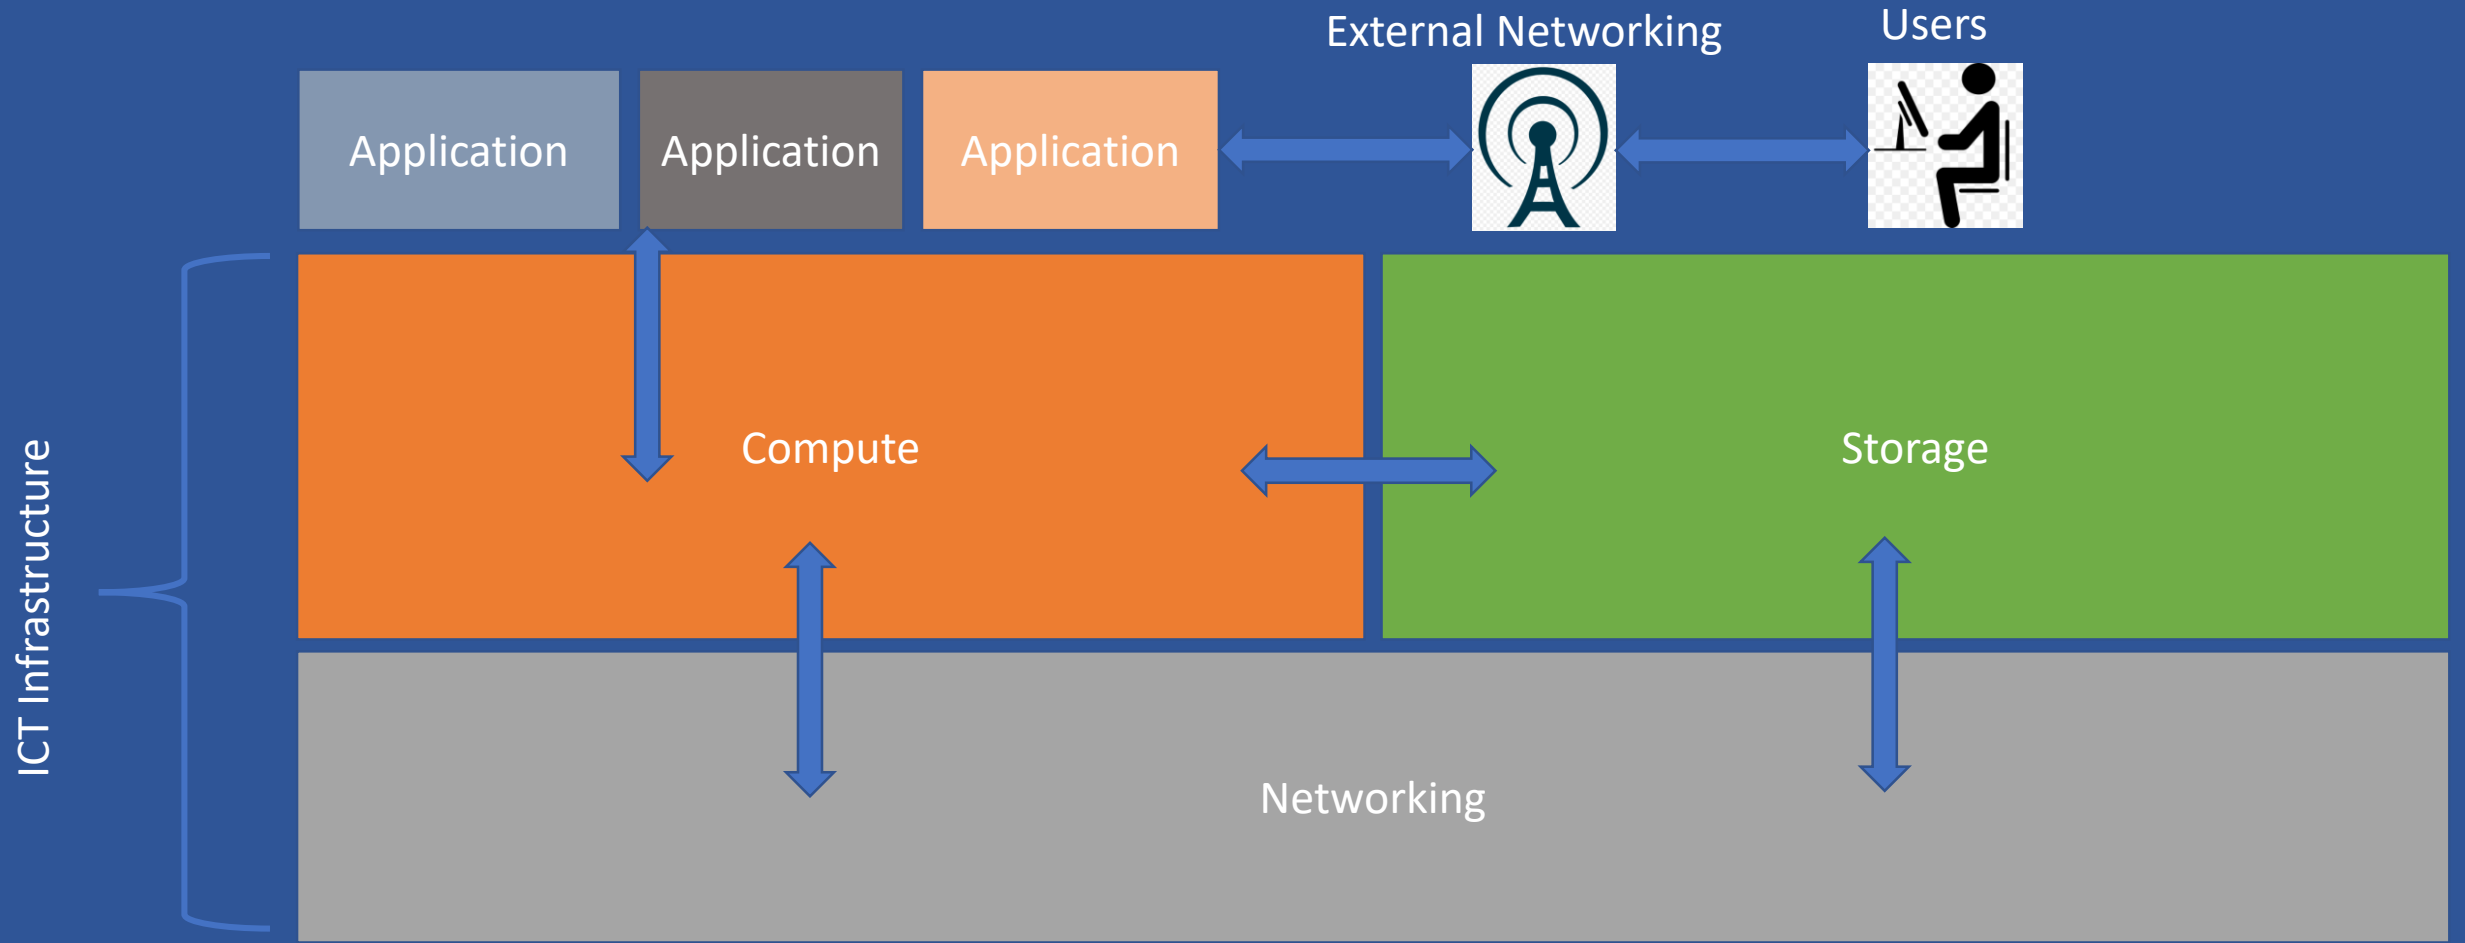 External Networking
Users
Application
Application
Application
Compute
Storage
ICT Infrastructure
Networking